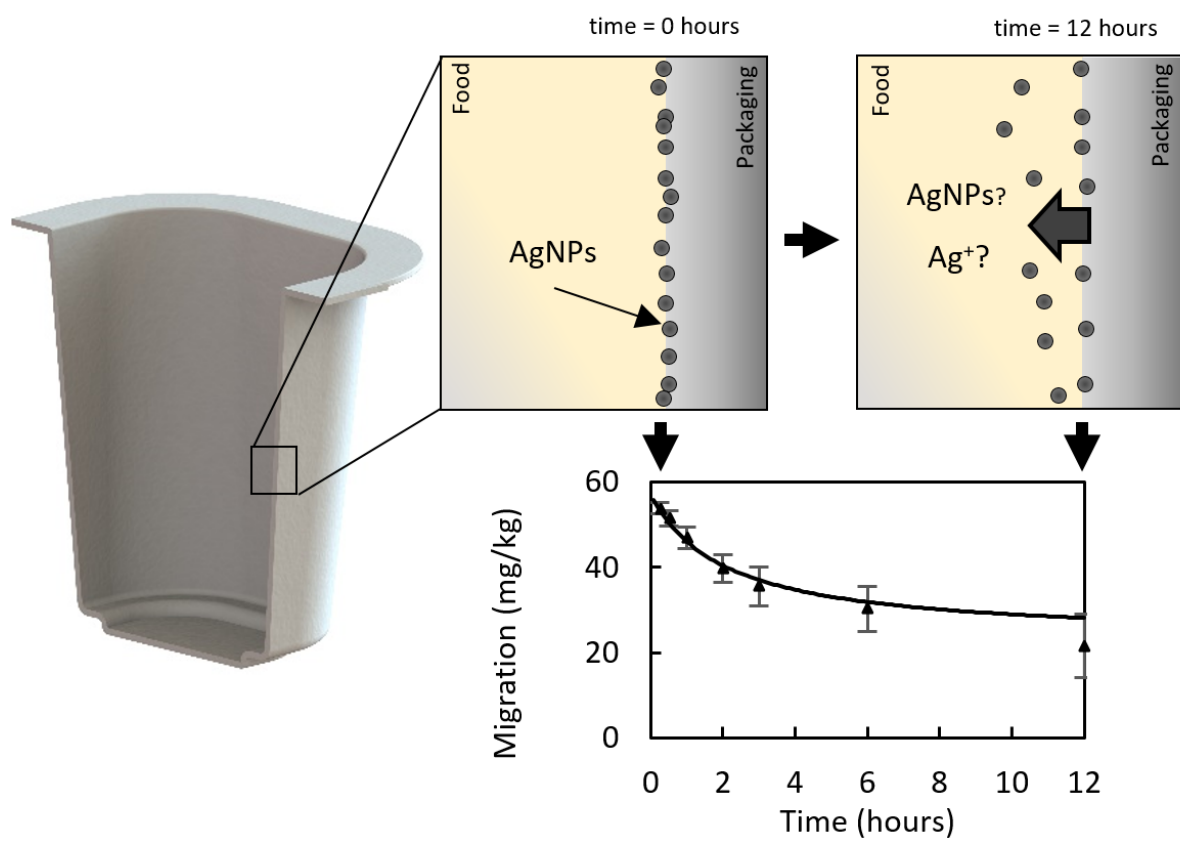 time = 0 hours
time = 12 hours
Food
Packaging
AgNPs
Food
Packaging
AgNPs?
Ag⁺?
Migration (mg/kg)
60
40
20
0
0 2 4 6 8 10 12
Time (hours)